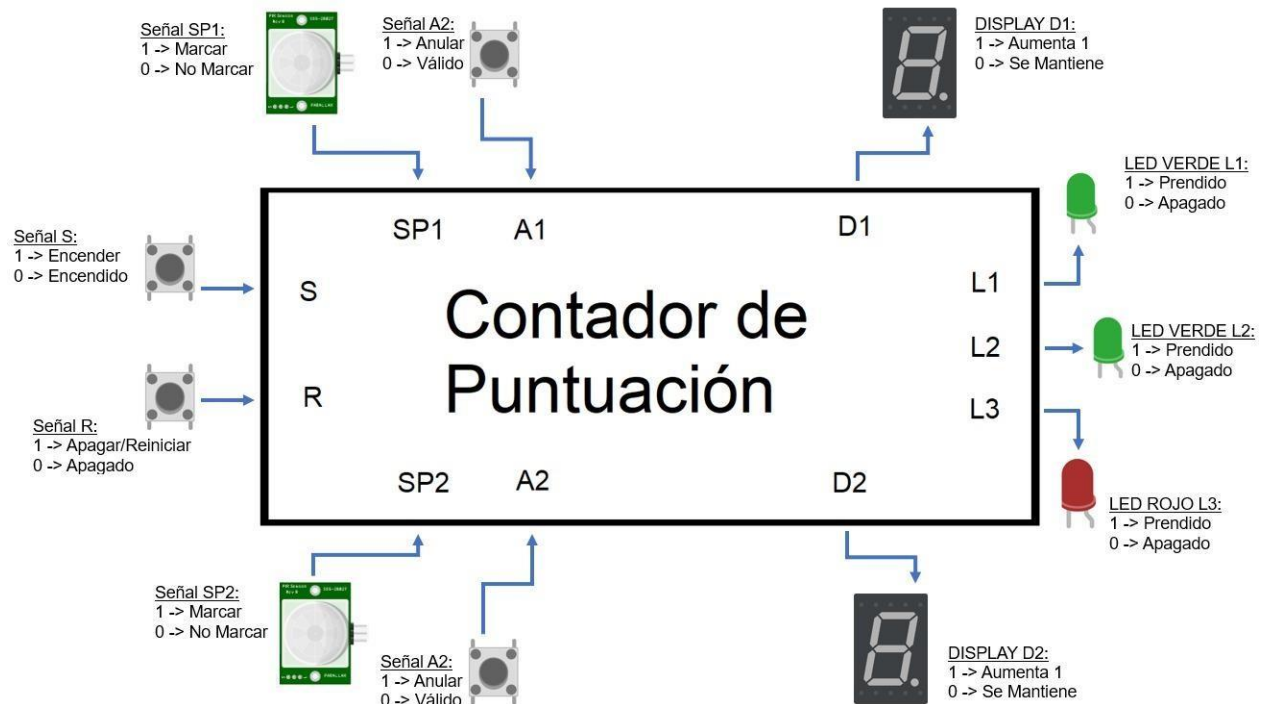 Señal SP1:
1 -> Marcar
0 -> No Marcar
Señal A2:
1 -> Anular
0 -> Válido
DISPLAY D1:
1 -> Aumenta 1
0 -> Se Mantiene
LED VERDE L1:
1 -> Prendido
0 -> Apagado
SP1
A1
D1
Señal S:
1 -> Encender
0 -> Encendido
S
L1
Contador de
Puntuación
L2
LED VERDE L2:
1 -> Prendido
0 -> Apagado
R
L3
Señal R:
1 -> Apagar/Reiniciar
0 -> Apagado
SP2
A2
D2
LED ROJO L3:
1 -> Prendido
0 -> Apagado
Señal SP2:
1 -> Marcar
0 -> No Marcar
Señal A2:
1 -> Anular
0 -> Válido
DISPLAY D2:
1 -> Aumenta 1
0 -> Se Mantiene